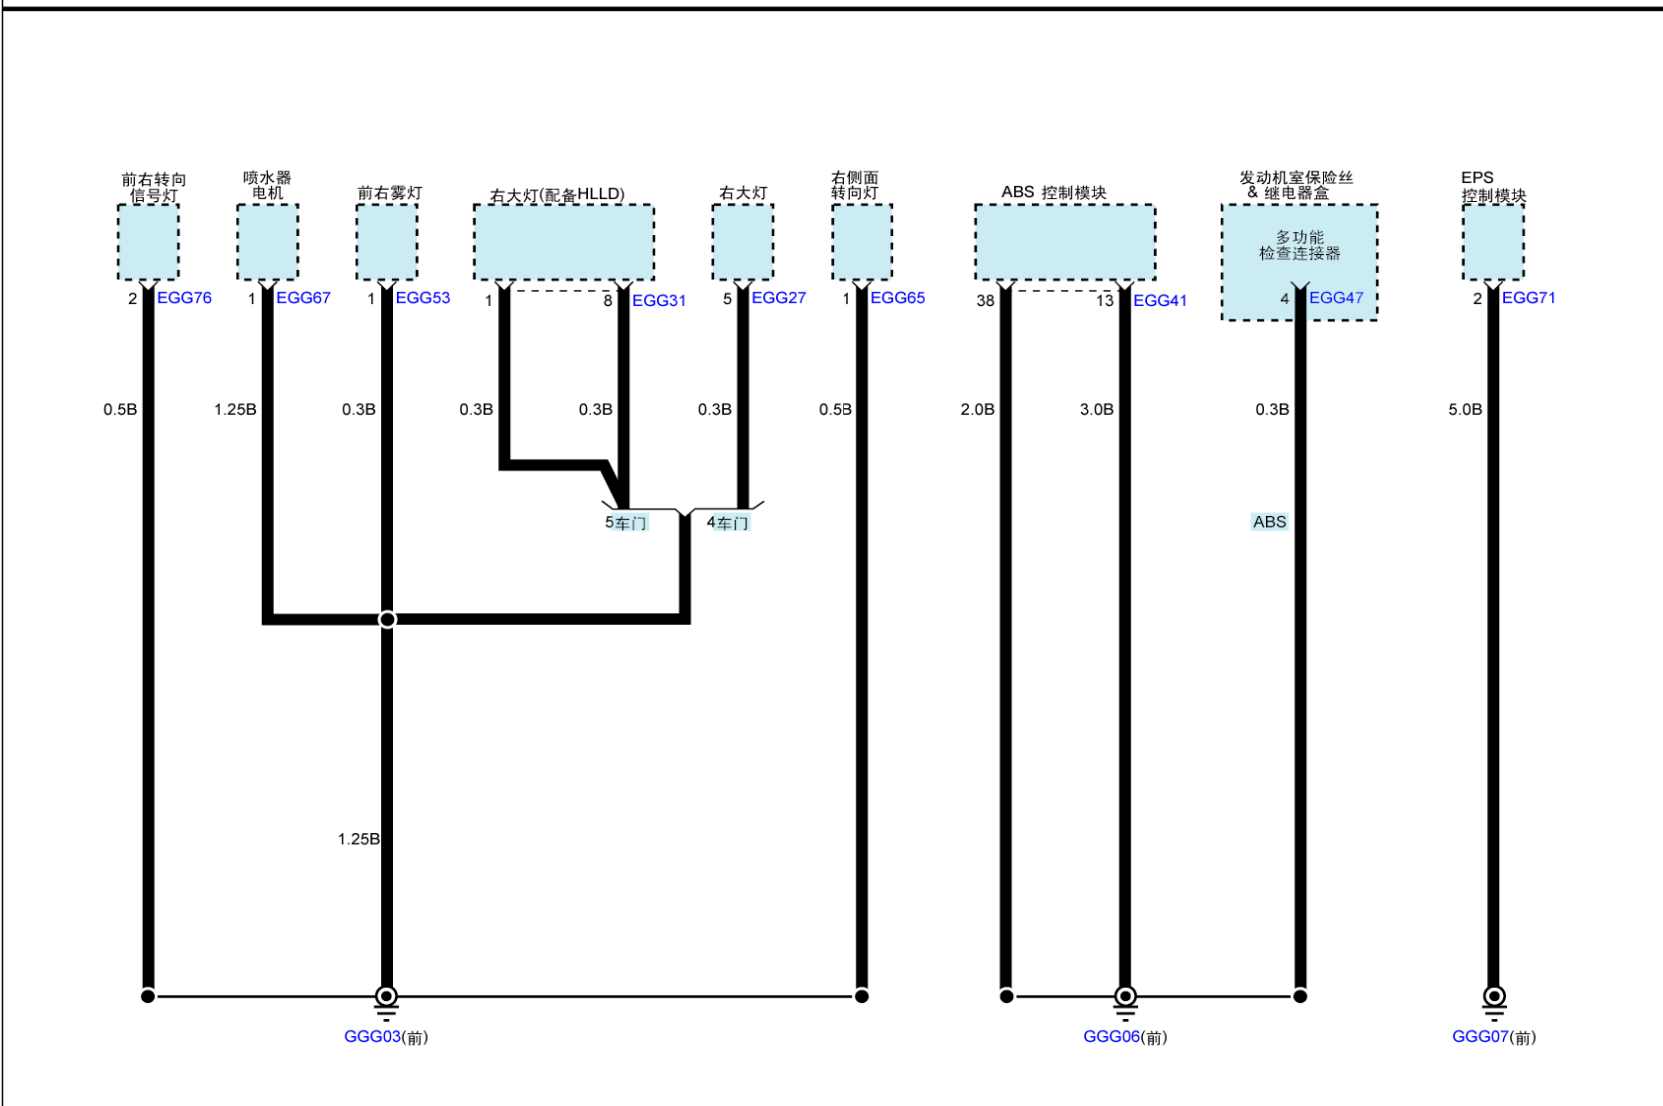 前右转向
信号灯
喷水器
电机
前右雾灯
右大灯(配备HLLD)
右大灯
右侧面
转向灯
ABS 控制模块
发动机室保险丝
& 继电器盒
EPS
控制模块
多功能
检查连接器
2 EGG76
1 EGG67
1 EGG53
1
8 EGG31
5 EGG27
1 EGG65
38
13 EGG41
4 EGG47
2 EGG71
0.5B
1.25B
0.3B
0.3B
0.3B
0.3B
0.5B
2.0B
3.0B
0.3B
5.0B
5车门
4车门
ABS
1.25B
GGG03(前)
GGG06(前)
GGG07(前)